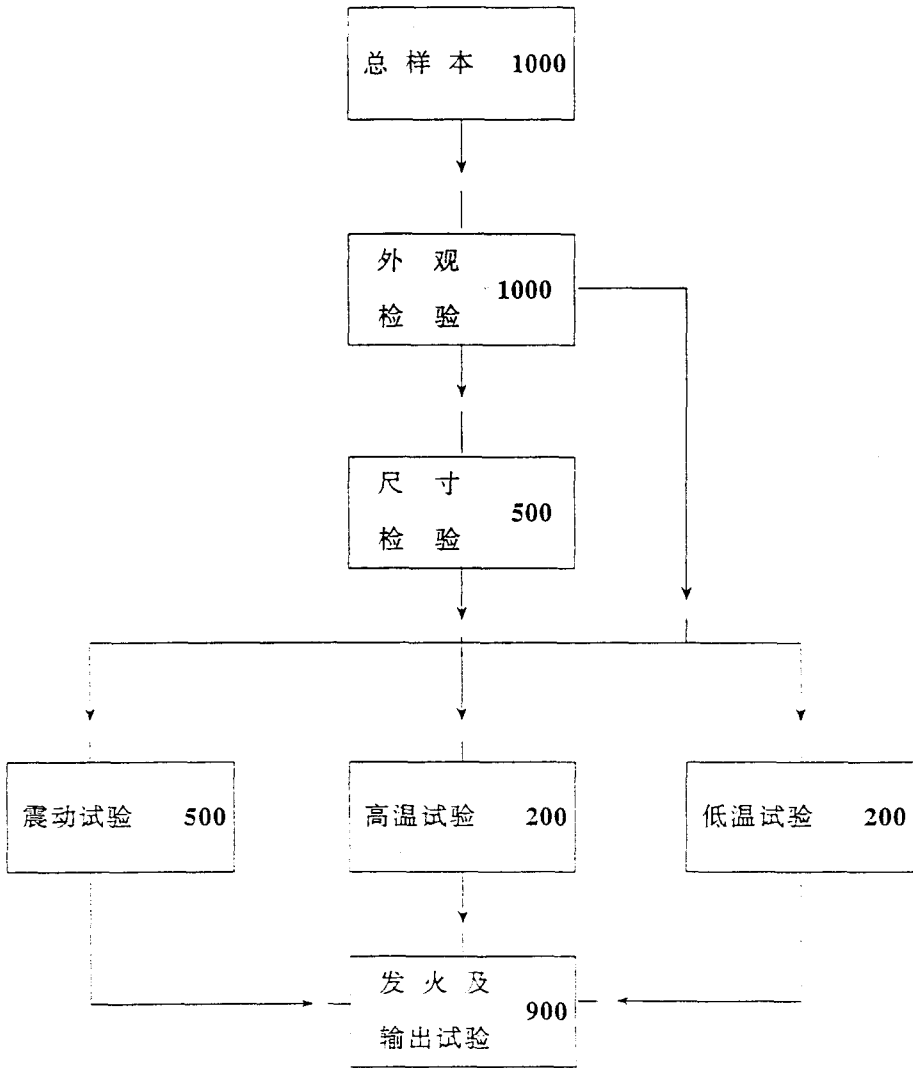 总样本 1000
外观
检验 1000
尺寸
检验 500
震动试验 500
高温试验 200
低温试验 200
发火及
输出试验 900